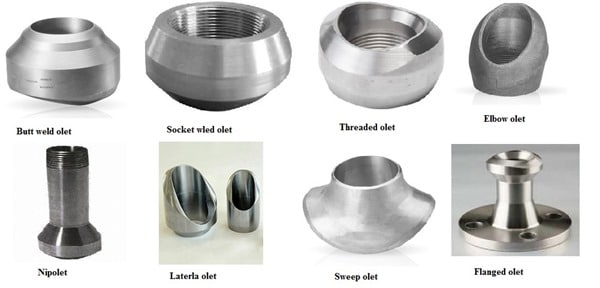 Butt weld olet
Socket wled olet
Threaded olet
Elbow olet
Nipolet
Laterla olet
Sweep olet
Flanged olet